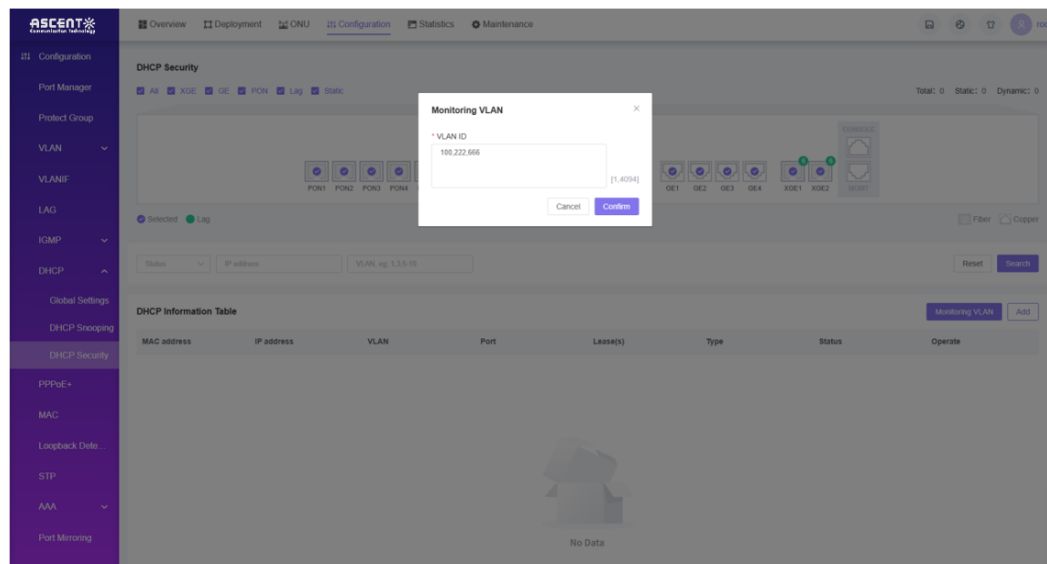 ASCENT
Communication Technology
Overview Deployment ONU Configuration Statistics Maintenance
Configuration
Port Manager
Protect Group
VLAN
VLANIF
LAG
IGMP
DHCP
Global Settings
DHCP Snooping
DHCP Security
PPPoE+
MAC
Loopback Dete...
STP
AAA
Port Mirroring
DHCP Security
All XGE GE PON Lag Static
Total: 0 Static: 0 Dynamic: 0
Monitoring VLAN
* VLAN ID
100,222,666
[1,4094]
Cancel Confirm
CONSOLE
PON1 PON2 PON3 PON4 GE1 GE2 GE3 GE4 XGE1 XGE2 MGMT
Selected Lag
Fiber Copper
Status IP address VLAN, eg: 1,3,5-10
Reset Search
DHCP Information Table
Monitoring VLAN Add
MAC address IP address VLAN Port Lease(s) Type Status Operate
No Data